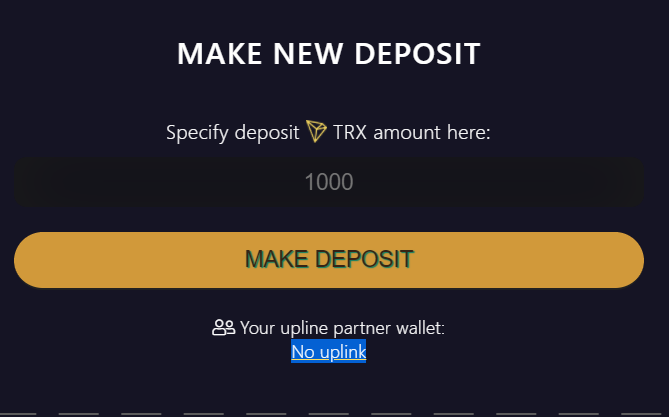 MAKE NEW DEPOSIT
Specify deposit TRX amount here:
1000
MAKE DEPOSIT
Your upline partner wallet:
No uplink